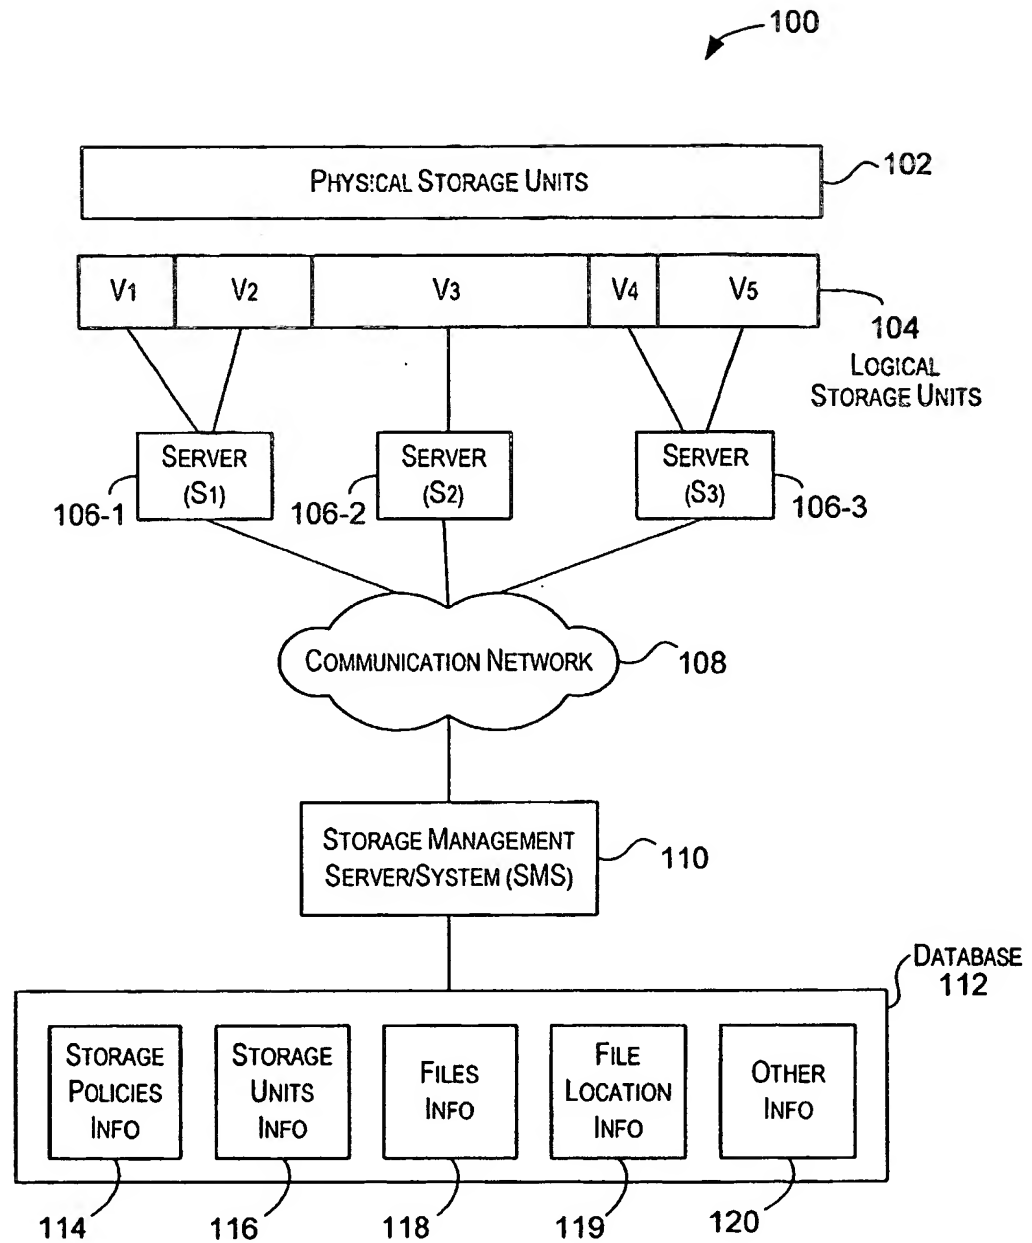 100
PHYSICAL STORAGE UNITS
102
V1 V2 V3 V4 V5
104
LOGICAL
STORAGE UNITS
SERVER
(S1)
106-1
SERVER
(S2)
106-2
SERVER
(S3)
106-3
COMMUNICATION NETWORK
108
STORAGE MANAGEMENT
SERVER/SYSTEM (SMS)
110
DATABASE
112
STORAGE
POLICIES
INFO
STORAGE
UNITS
INFO
FILES
INFO
FILE
LOCATION
INFO
OTHER
INFO
114
116
118
119
120